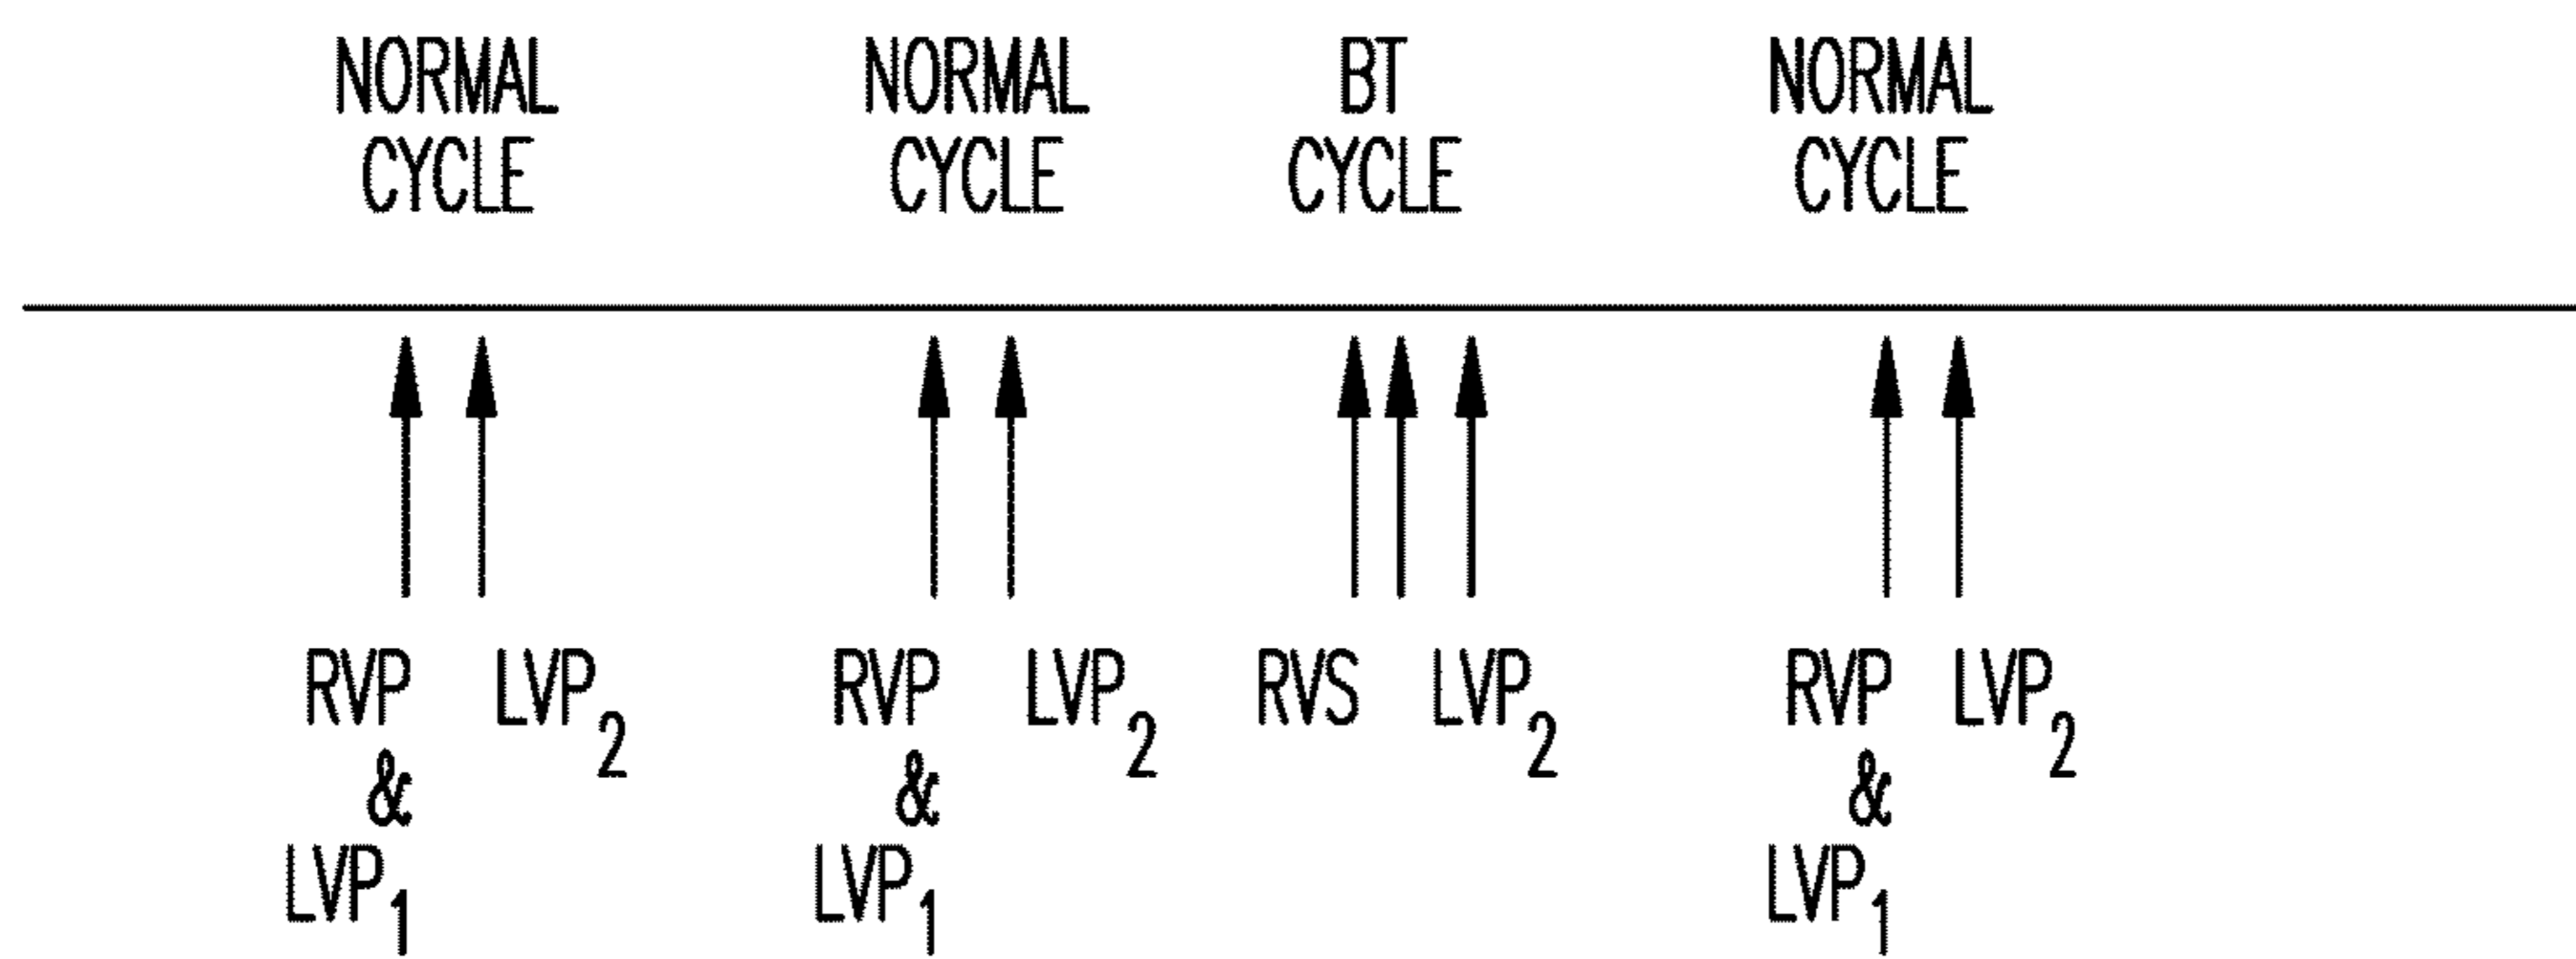 NORMAL NORMAL BT NORMAL
CYCLE CYCLE CYCLE CYCLE
RVP LVP2 RVP LVP2 RVS LVP2 RVP LVP2
& & &
LVP1 LVP1 LVP1